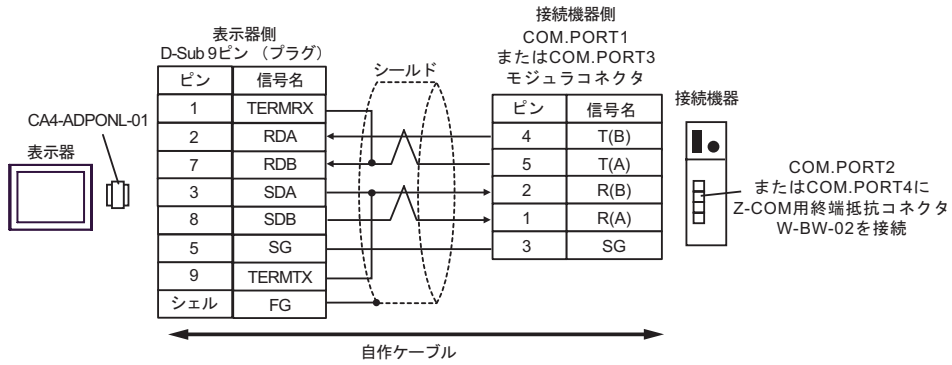 接続機器側
COM.PORT1
またはCOM.PORT3
モジュラコネクタ
表示器側
D-Sub 9ピン （プラグ）
シールド
接続機器
CA4-ADPONL-01
表示器
ピン 信号名
1 TERMRX
2 RDA
7 RDB
3 SDA
8 SDB
5 SG
9 TERMTX
シェル FG
ピン 信号名
4 T(B)
5 T(A)
2 R(B)
1 R(A)
3 SG
COM.PORT2
またはCOM.PORT4に
Z-COM用終端抵抗コネクタ
W-BW-02を接続
自作ケーブル